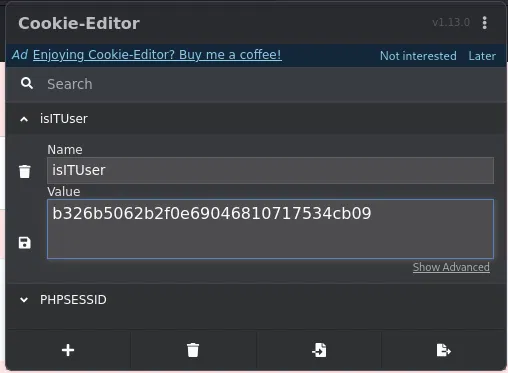 Cookie-Editor v1.13.0
Ad Enjoying Cookie-Editor? Buy me a coffee! Not interested Later
Search
isITUser
Name
isITUser
Value
b326b5062b2f0e69046810717534cb09
Show Advanced
PHPSESSID